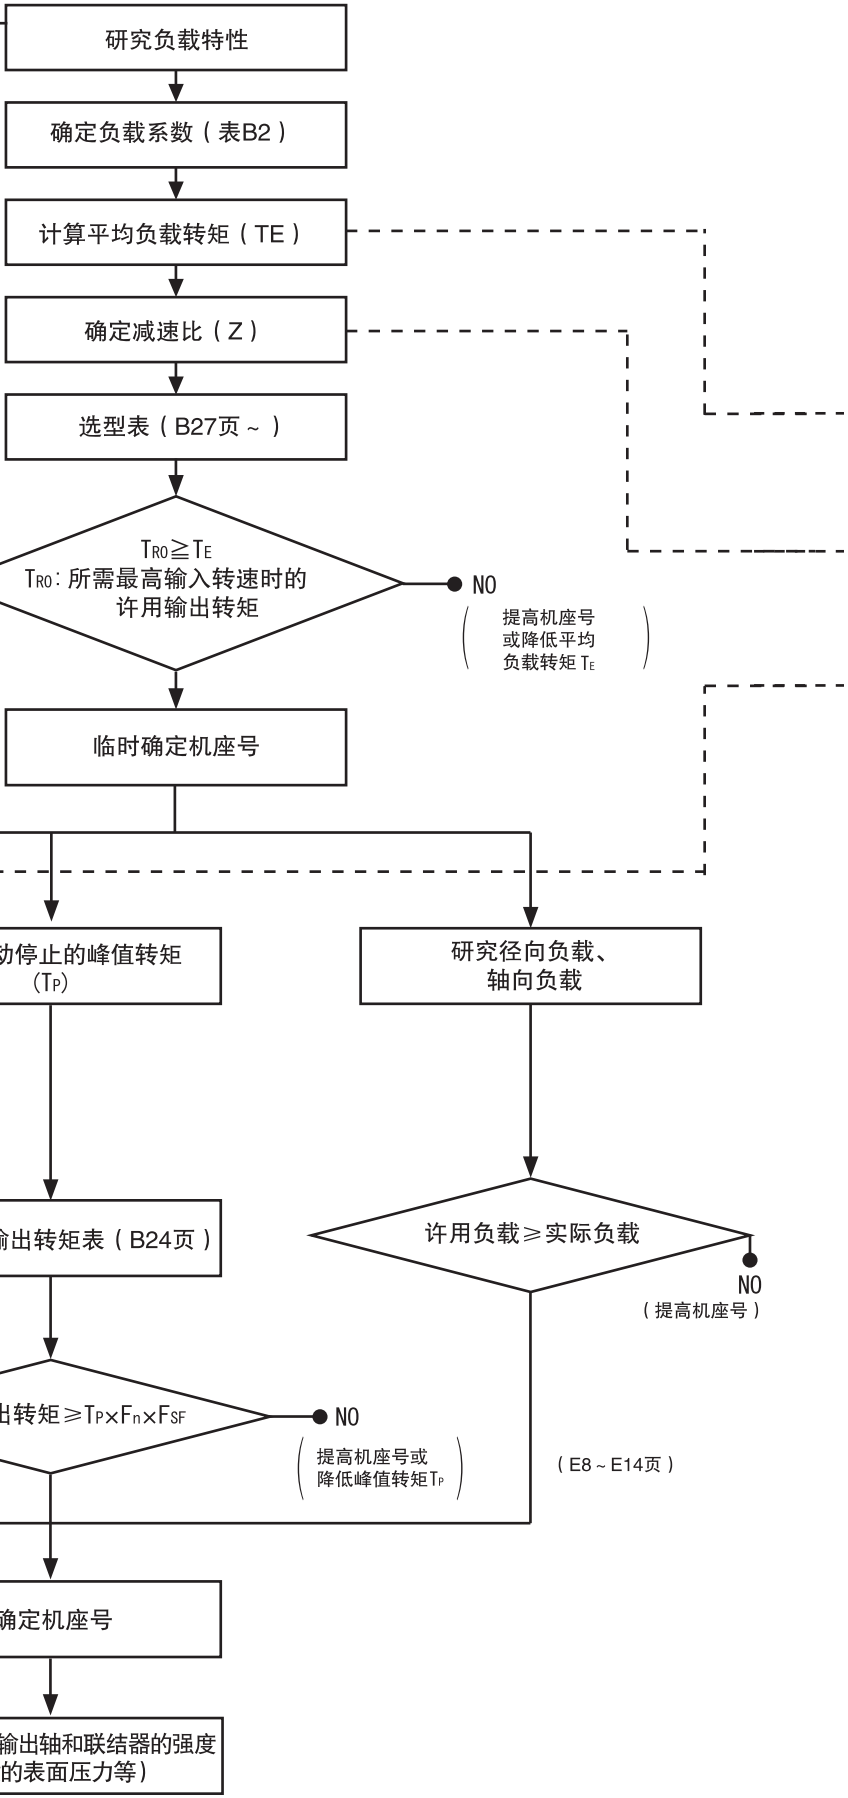 研究负载特性
确定负载系数（表B2）
计算平均负载转矩（TE）
确定减速比（Z）
选型表（B27页～）
TRO≧TE
TRO：所需最高输入转速时的
许用输出转矩
NO
提高机座号
或降低平均
负载转矩TE
临时确定机座号
动停止的峰值转矩
（TP）
研究径向负载、
轴向负载
输出转矩表（B24页）
许用负载≥实际负载
NO
（提高机座号）
出转矩≥TP×Fn×FSF
NO
提高机座号或
降低峰值转矩TP
（E8～E14页）
确定机座号
输出轴和联结器的强度
的表面压力等）